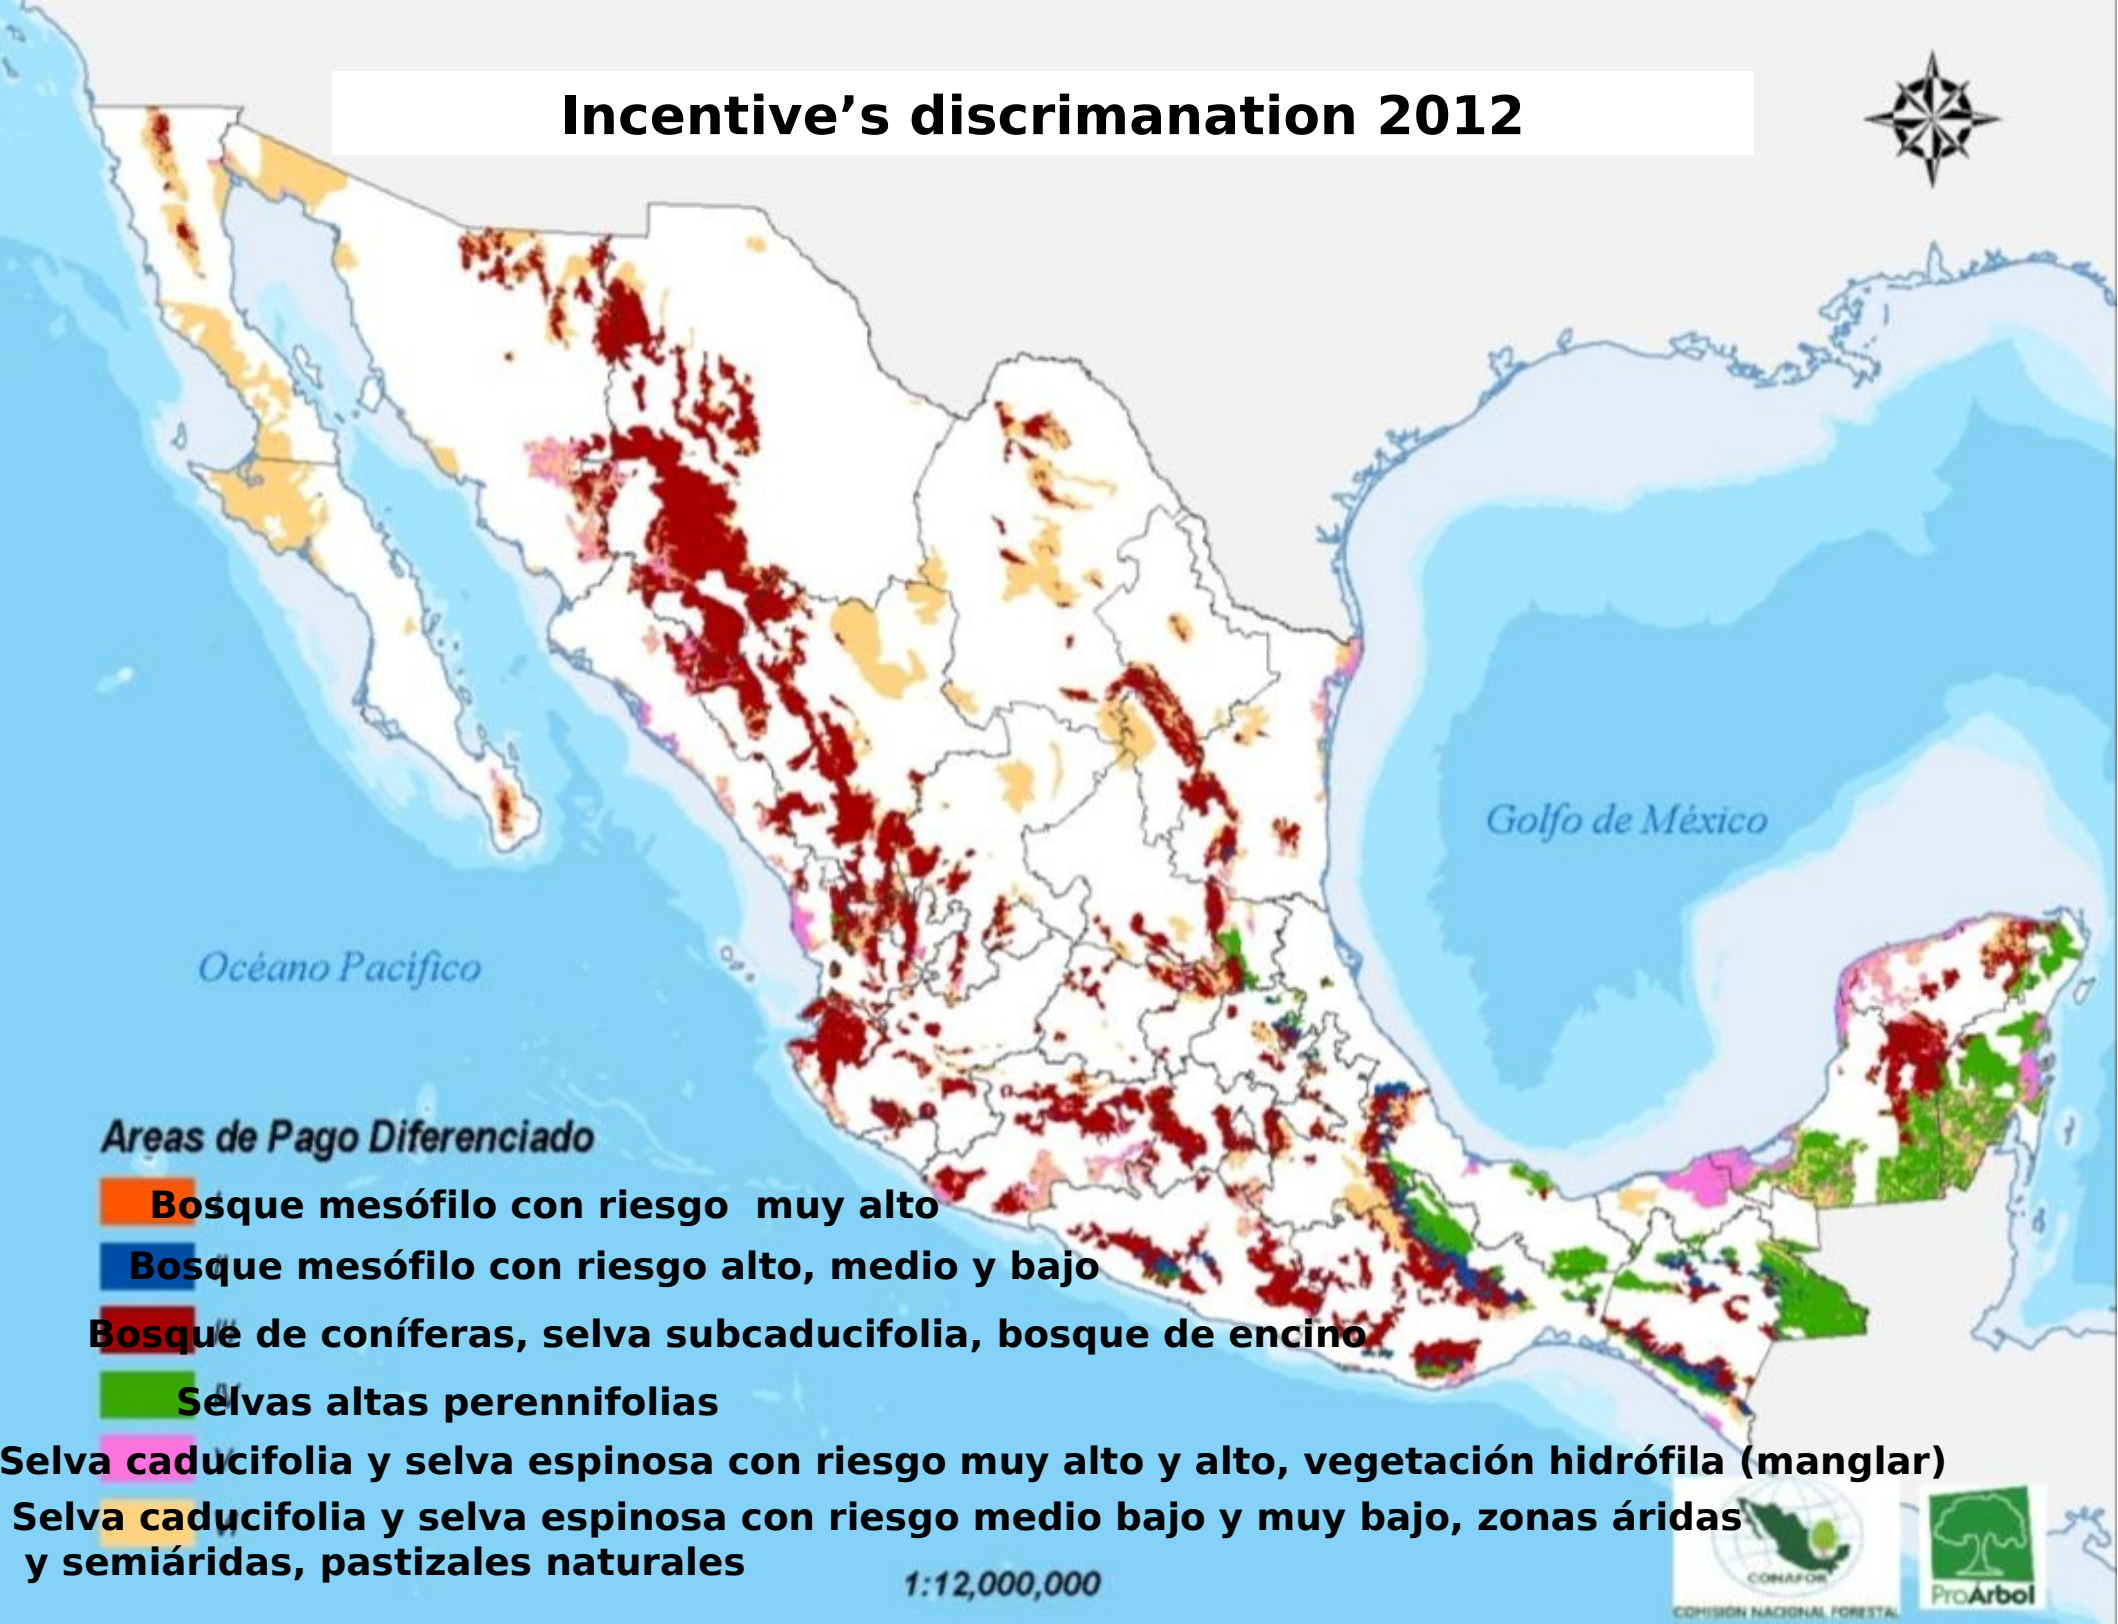 Incentive’s discrimanation 2012
Golfo de México
Océano Pacífico
Areas de Pago Diferenciado
Bosque mesófilo con riesgo muy alto
Bosque mesófilo con riesgo alto, medio y bajo
Bosque de coníferas, selva subcaducifolia, bosque de encino
Selvas altas perennifolias
Selva caducifolia y selva espinosa con riesgo muy alto y alto, vegetación hidrófila (manglar)
Selva caducifolia y selva espinosa con riesgo medio bajo y muy bajo, zonas áridas
y semiáridas, pastizales naturales
1:12,000,000
CONAFOR
COMISIÓN NACIONAL FORESTAL
ProArbol